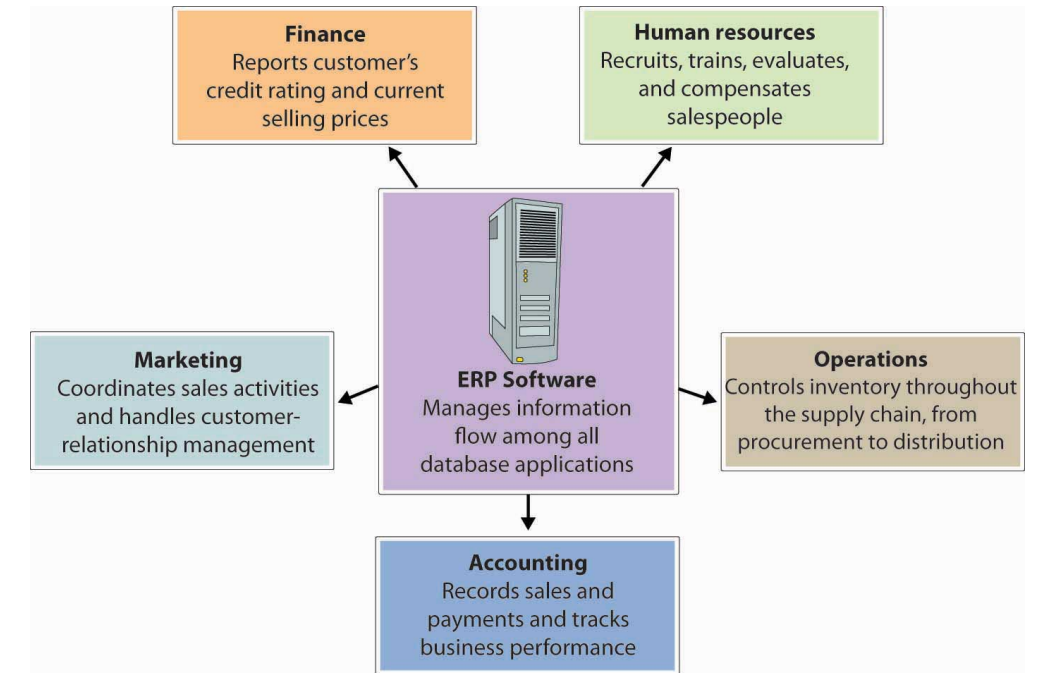 Finance
Reports customer's
credit rating and current
selling prices
Human resources
Recruits, trains, evaluates,
and compensates
salespeople
Marketing
Coordinates sales activities
and handles customer-
relationship management
ERP Software
Manages information
flow among all
database applications
Operations
Controls inventory throughout
the supply chain, from
procurement to distribution
Accounting
Records sales and
payments and tracks
business performance